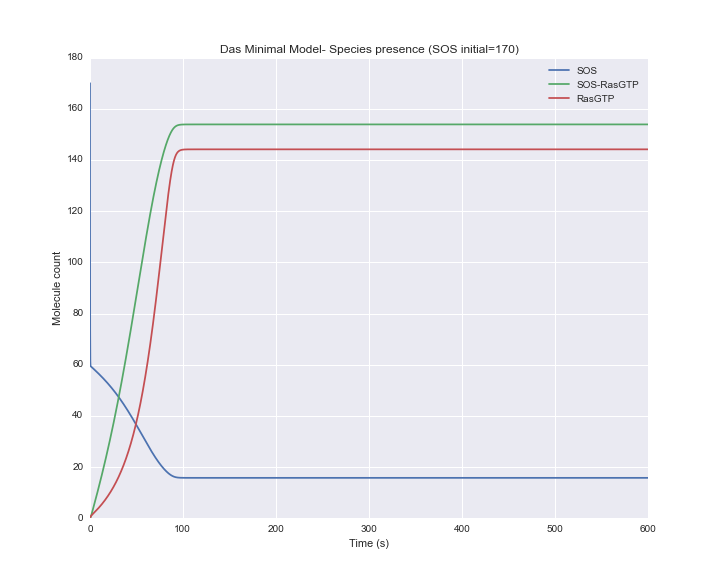 Das Minimal Model- Species presence (SOS initial=170)
180
160
140
120
100
80
60
40
20
0
Molecule count
SOS
SOS-RasGTP
RasGTP
0 100 200 300 400 500 600
Time (s)